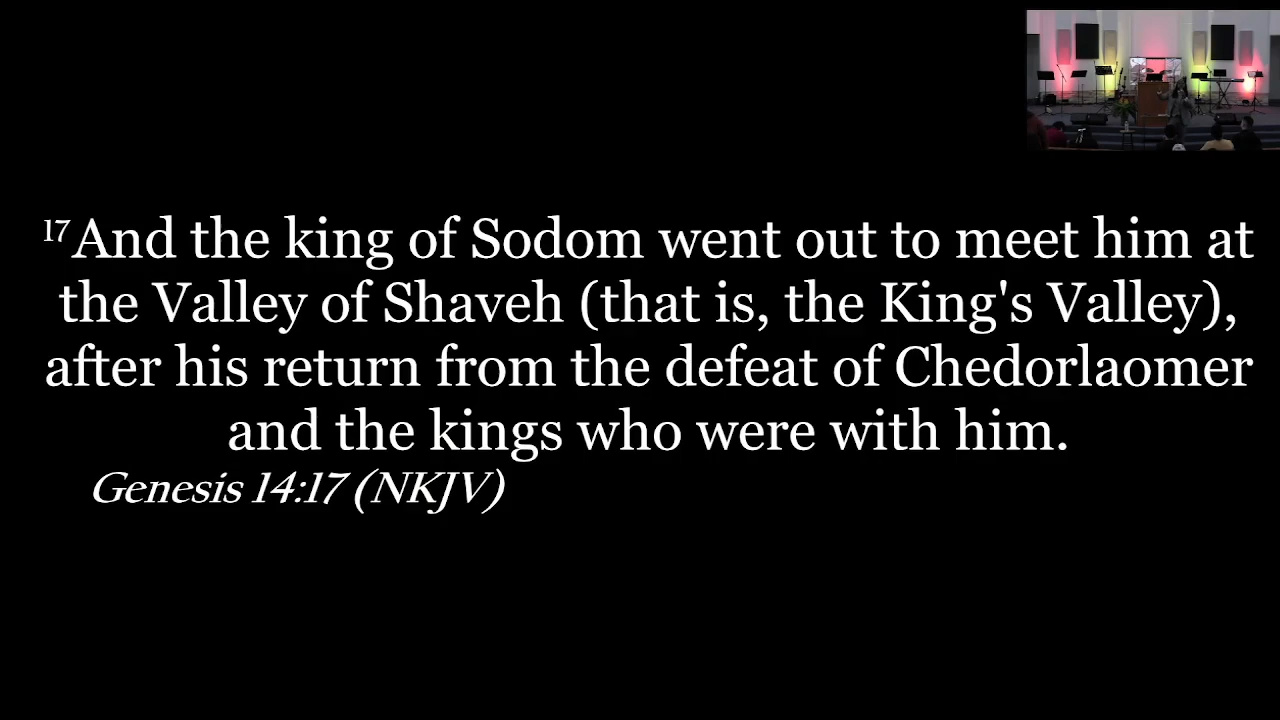 17And the king of Sodom went out to meet him at
the Valley of Shaveh (that is, the King's Valley),
after his return from the defeat of Chedorlaomer
and the kings who were with him.
Genesis 14:17 (NKJV)